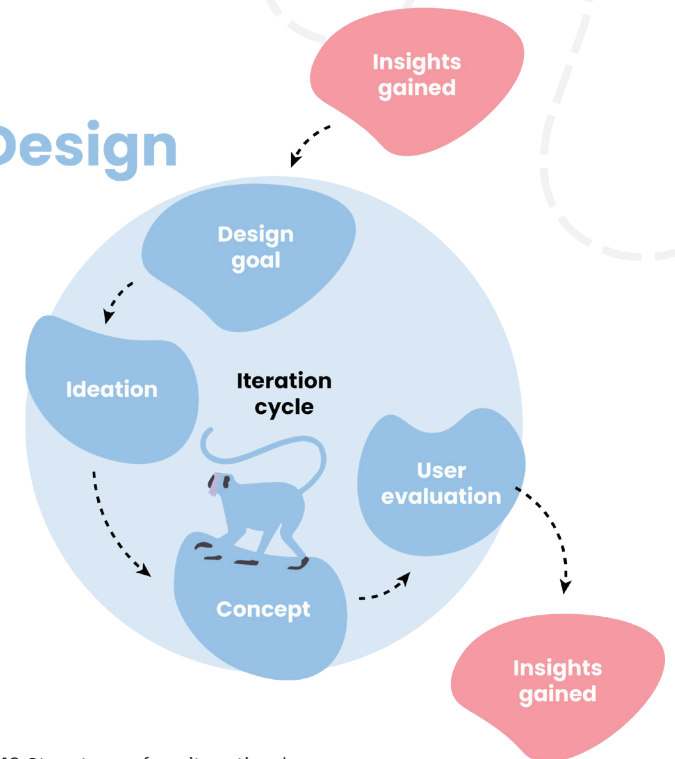 Insights
gained
Design
Design
goal
Ideation
Iteration
cycle
User
evaluation
Concept
Insights
gained